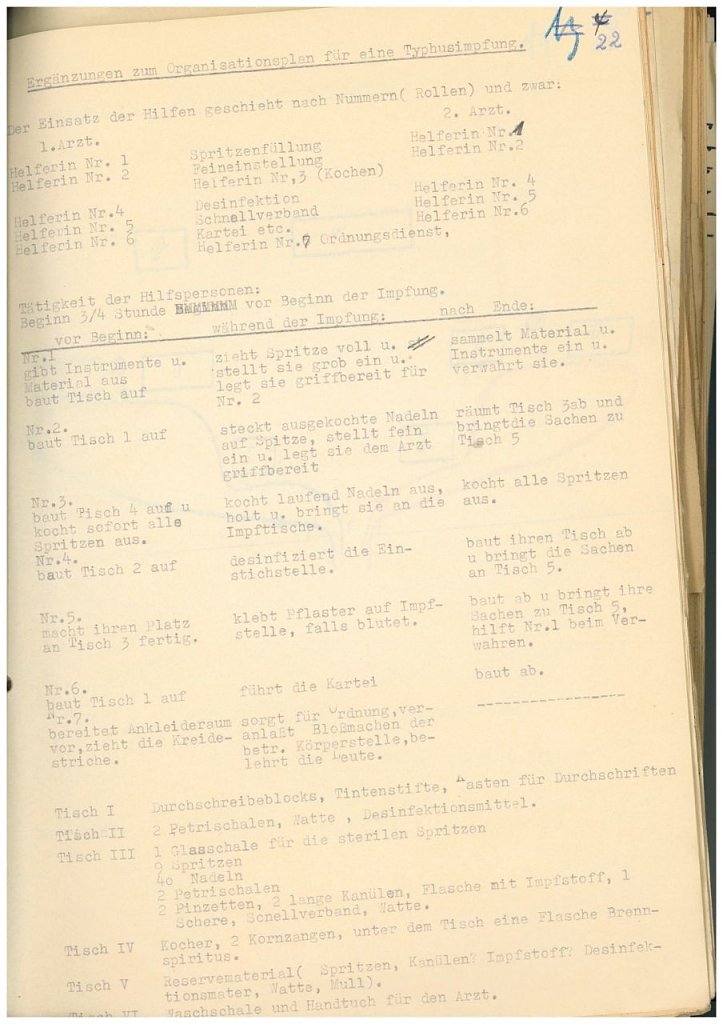 22
Ergänzungen zum Organisationsplan für eine Typhusimpfung.
Der Einsatz der Hilfen geschieht nach Nummern( Rollen) und zwar:
1.Arzt. 2. Arzt.
Helferin Nr. 1 Spritzenfüllung Helferin Nr.1
Helferin Nr. 2 Feineinstellung Helferin Nr.2
Helferin Nr,3 (Kochen)
Helferin Nr.4 Desinfektion Helferin Nr. 4
Helferin Nr. 5 Schnellverband Helferin Nr. 5
Helferin Nr. 6 Kartei etc. Helferin Nr.6
Helferin Nr.7 Ordnungsdienst,
Tätigkeit der Hilfspersonen:
Beginn 3/4 Stunde vor Beginn der Impfung.
vor Beginn: während der Impfung: nach Ende:
Nr.1
gibt Instrumente u.
Material aus
baut Tisch auf
zieht Spritze voll u.
stellt sie grob ein u.
legt sie griffbereit für
Nr. 2
sammelt Material u.
Instrumente ein u.
verwahrt sie.
Nr.2.
baut Tisch 1 auf
steckt ausgekochte Nadeln
auf Spitze, stellt fein
ein u. legt sie dem Arzt
griffbereit
räumt Tisch 3ab und
bringtdie Sachen zu
Tisch 5
Nr.3.
baut Tisch 4 auf u
kocht sofort alle
Spritzen aus.
kocht laufend Nadeln aus,
holt u. bringt sie an die
Impftische.
kocht alle Spritzen
aus.
Nr.4.
baut Tisch 2 auf
desinfiziert die Ein-
stichstelle.
baut ihren Tisch ab
u bringt die Sachen
an Tisch 5.
Nr.5.
macht ihren Platz
an Tisch 3 fertig.
klebt Pflaster auf Impf-
stelle, falls blutet.
baut ab u bringt ihre
Sachen zu Tisch 5,
hilft Nr.1 beim Ver-
wahren.
Nr.6.
baut Tisch 1 auf
führt die Kartei
baut ab.
Nr.7.
bereitet Ankleideraum
vor,zieht die Kreide-
striche.
sorgt für Ordnung,ver-
anlaßt Bloßmachen der
betr. Körperstelle,be-
lehrt die Leute.
-----------------
Tisch I Durchschreibeblocks, Tintenstifte, Kasten für Durchschriften
Tisch II 2 Petrischalen, Watte , Desinfektionsmittel.
Tisch III 1 Glasschale für die sterilen Spritzen
9 Spritzen
4o Nadeln
2 Petrischalen
2 Pinzetten, 2 lange Kanülen, Flasche mit Impfstoff, 1
Schere, Scnellverband, Watte.
Tisch IV Kocher, 2 Kornzangen, unter dem Tisch eine Flasche Brenn-
spiritus.
Tisch V Reservematerial( Spritzen, Kanülen? Impfstoff? Desinfek-
tionsmater, Watte, Mull).
Tisch VI Waschschale und Handtuch für den Arzt.